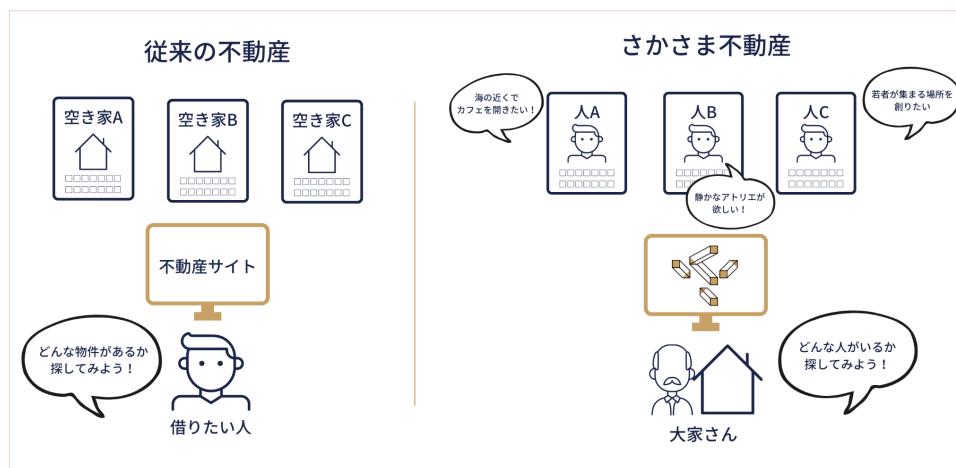 従来の不動産
空き家A
空き家B
空き家C
不動産サイト
どんな物件があるか
探してみよう！
借りたい人
さかさま不動産
海の近くで
カフェを開きたい！
人A
人B
人C
若者が集まる場所を
創りたい
静かなアトリエが
欲しい！
大家さん
どんな人がいるか
探してみよう！